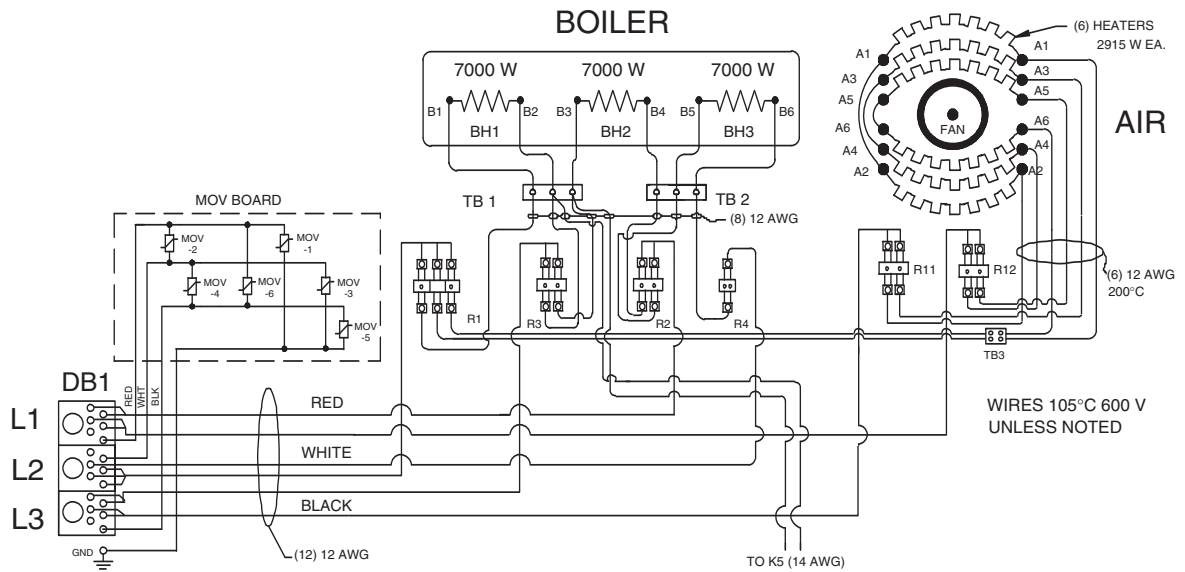 BOILER
(6) HEATERS
2915 W EA.
7000 W
7000 W
7000 W
B1
B2
B3
B4
B5
B6
BH1
BH2
BH3
A1
A3
A5
A6
A4
A2
A1
A3
A5
A6
A4
A2
FAN
AIR
TB 1
TB 2
(8) 12 AWG
MOV BOARD
MOV
-2
MOV
-1
MOV
-4
MOV
-6
MOV
-3
MOV
-5
R1
R3
R2
R4
R11
R12
(6) 12 AWG
200°C
TB3
DB1
RED
WHT
BLK
L1
L2
L3
RED
WHITE
BLACK
WIRES 105°C 600 V
UNLESS NOTED
GND
(12) 12 AWG
TO K5 (14 AWG)